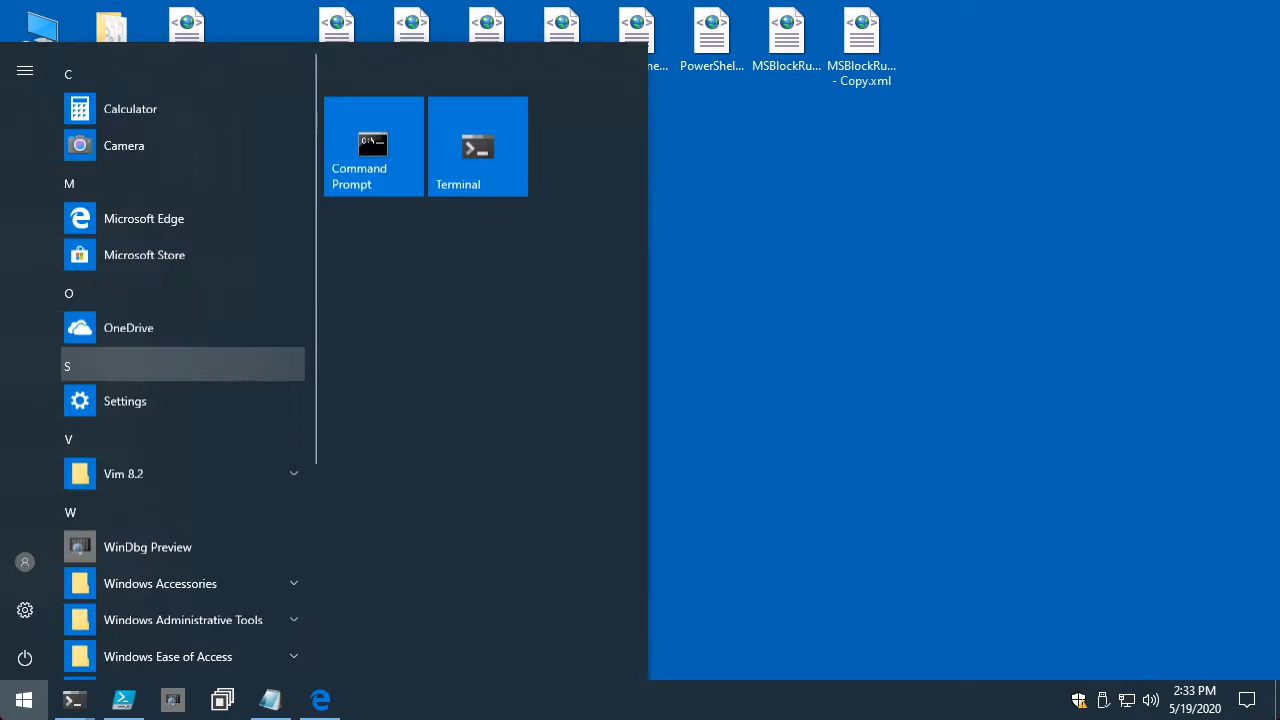 ne...
PowerShel...
MSBlockRu...
MSBlockRu...
- Copy.xml
C
Calculator
Camera
M
Microsoft Edge
Microsoft Store
O
OneDrive
S
Settings
V
Vim 8.2
W
WinDbg Preview
Windows Accessories
Windows Administrative Tools
Windows Ease of Access
Command
Prompt
Terminal
2:33 PM
5/19/2020